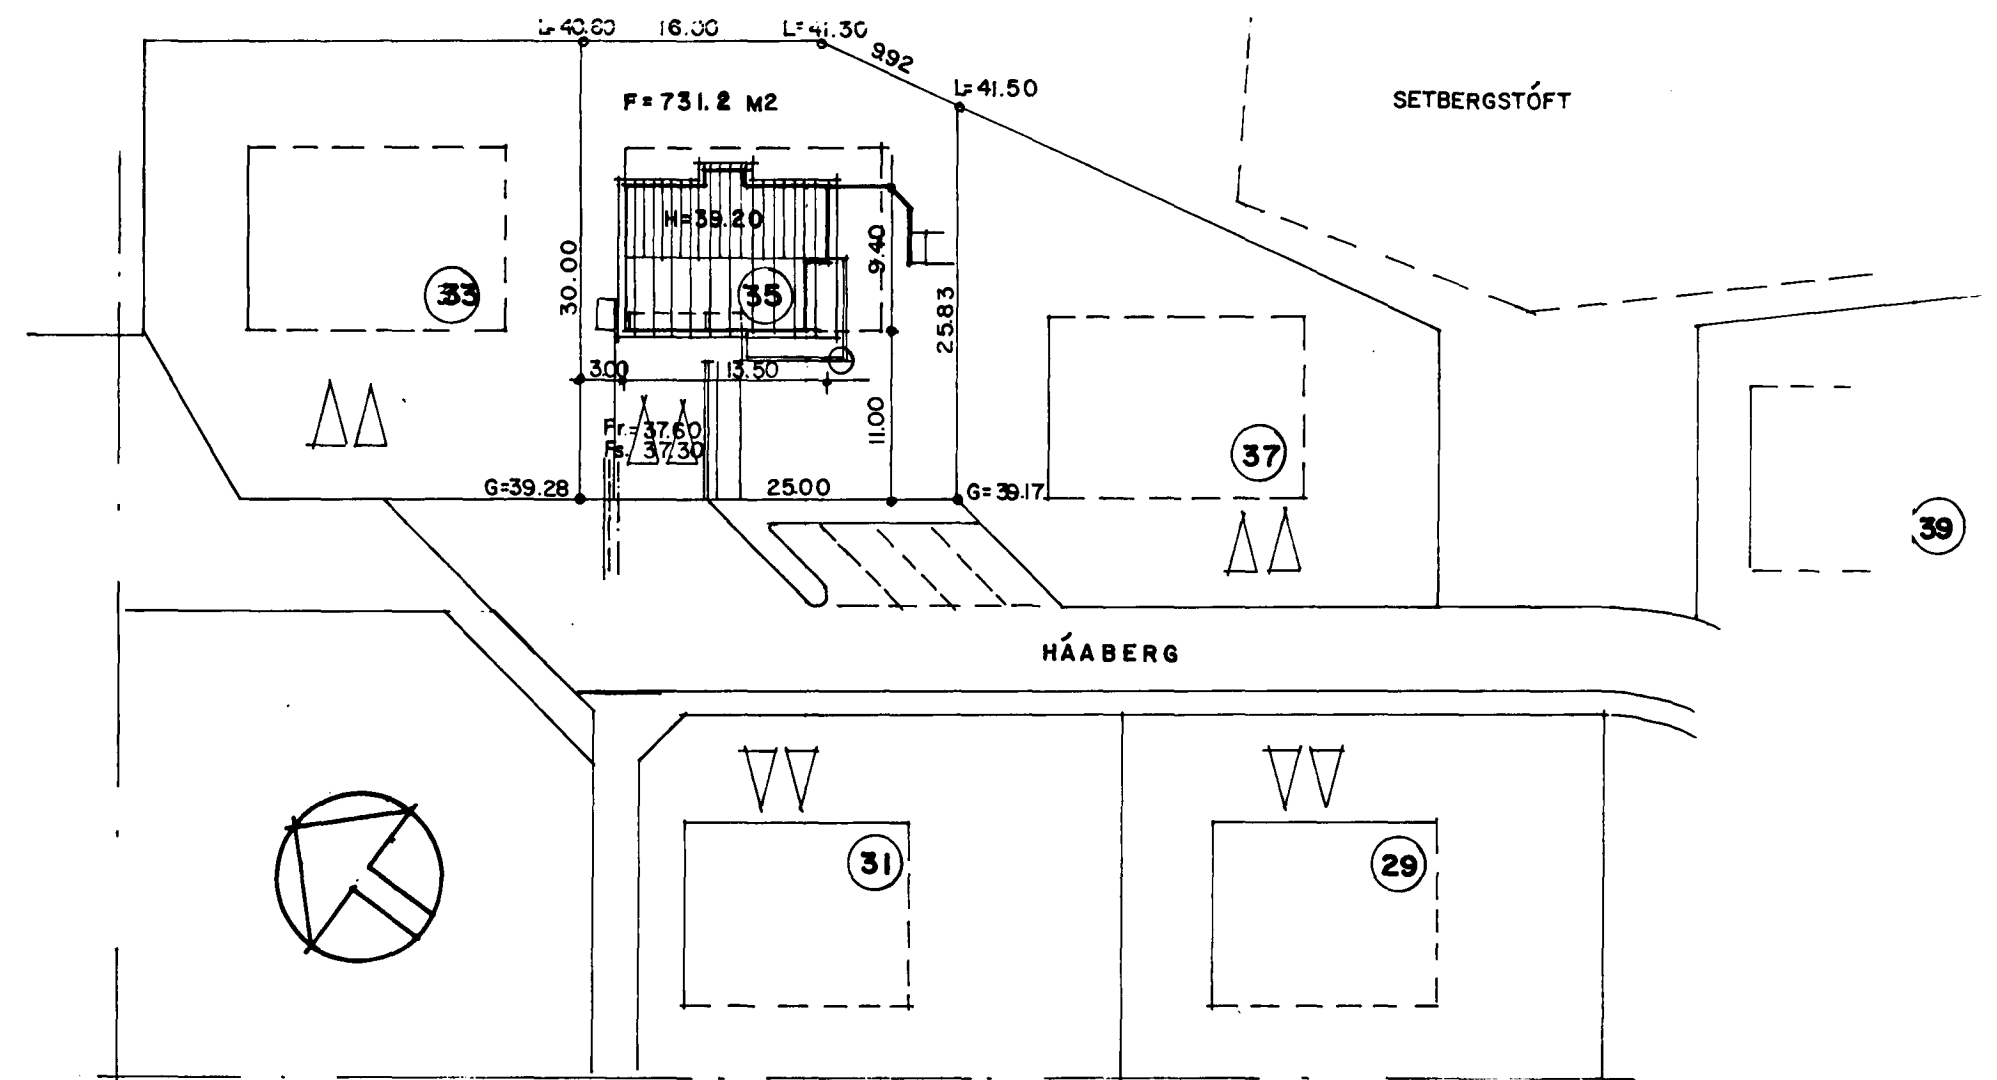 L=40.80 16.00 L=41.30
9.92
L=41.50
F=731.2 M2
SETBERGSTÓFT
H=39.20
30.00
9.40
25.83
33
35
3.00 13.50
11.00
Fr.=37.60
Fs. 37.30
37
G=39.28
25.00
G=39.17
39
HÁABERG
31
29